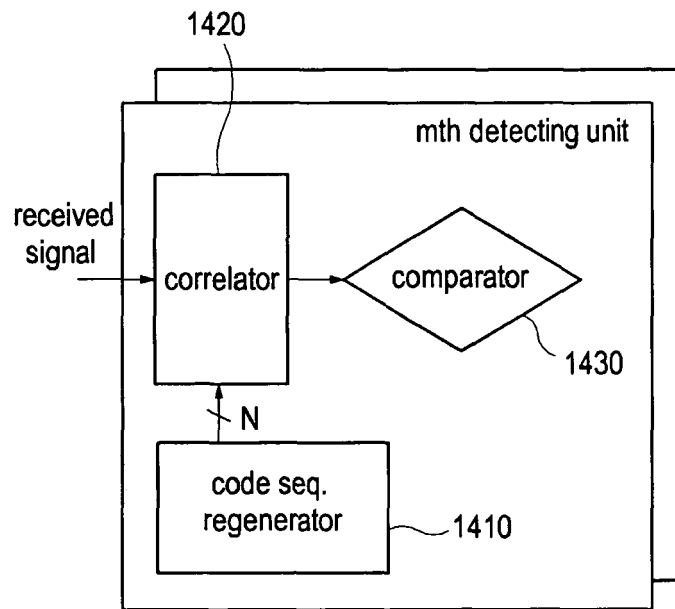 1420
mth detecting unit
received
signal
correlator
comparator
1430
N
code seq.
regenerator
1410